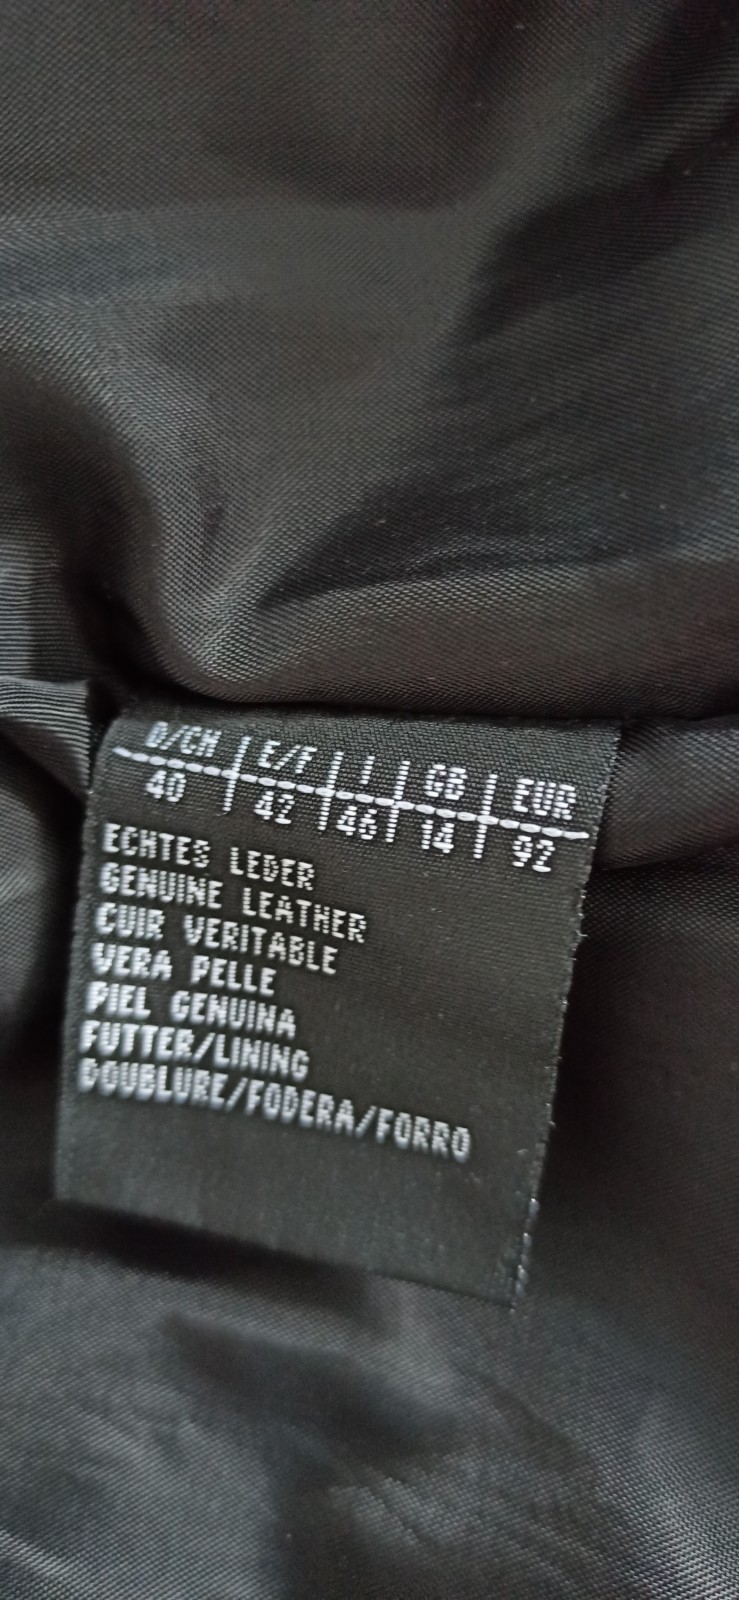 D/CH | E/F | I | GB | EUR
40 | 42 | 46 | 14 | 92
ECHTES LEDER
GENUINE LEATHER
CUIR VERITABLE
VERA PELLE
PIEL GENUINA
FUTTER/LINING
DOUBLURE/FODERA/FORRO